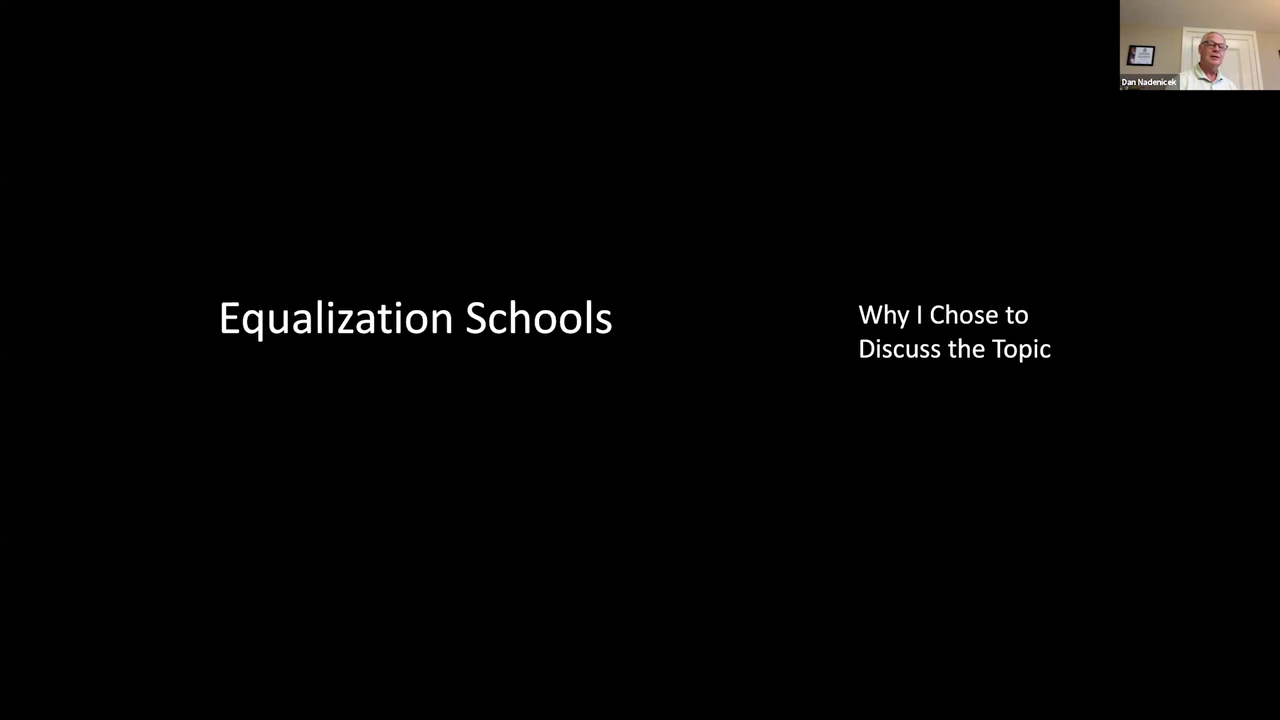 Equalization Schools
Why I Chose to
Discuss the Topic
Dan Nadenicek